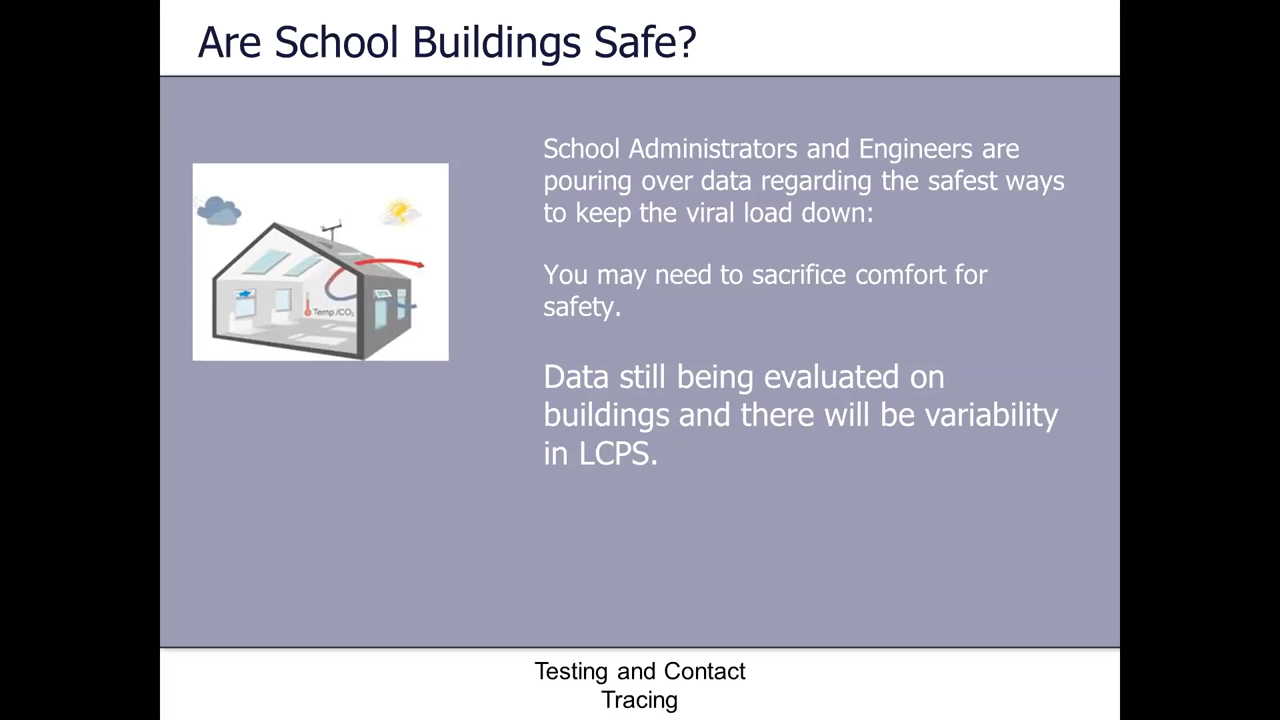 Are School Buildings Safe?
School Administrators and Engineers are
pouring over data regarding the safest ways
to keep the viral load down:
You may need to sacrifice comfort for
safety.
Temp./CO₂
Data still being evaluated on
buildings and there will be variability
in LCPS.
Testing and Contact
Tracing